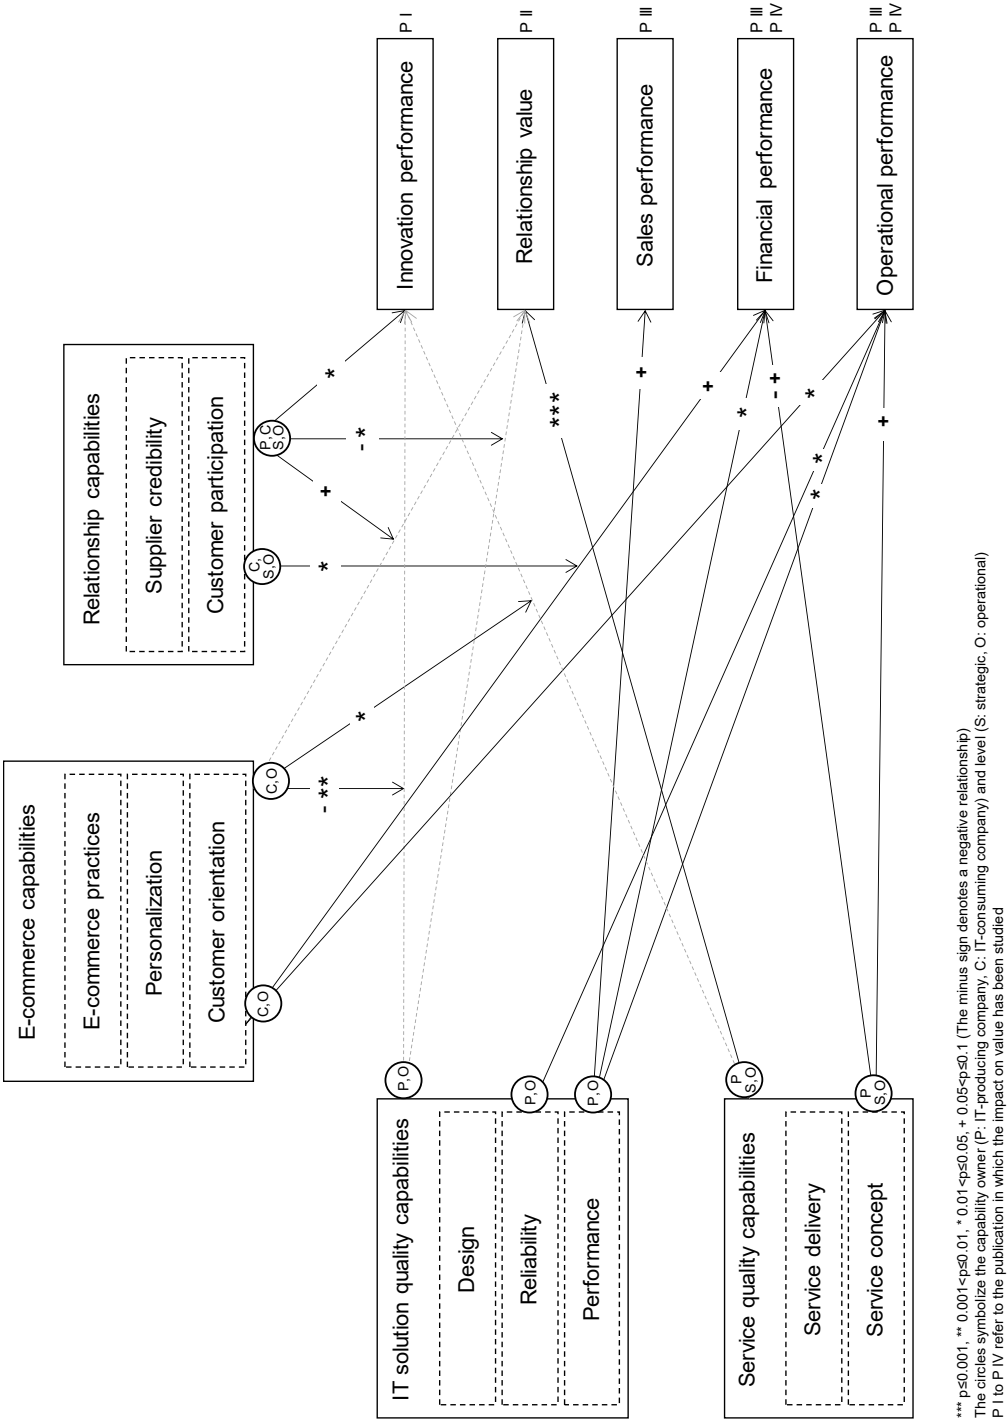 E-commerce capabilities
E-commerce practices
Personalization
Customer orientation
C, O
C, O
- **
*
Relationship capabilities
Supplier credibility
Customer participation
C,
S, O
P, C
S, O
*
+
- *
*
IT solution quality capabilities
Design
Reliability
Performance
P, O
P, O
P, O
Service quality capabilities
Service delivery
Service concept
P
S, O
P
S, O
***
+
+
*
- +
*
*
*
+
Innovation performance
P I
Relationship value
P II
Sales performance
P III
Financial performance
P III
P IV
Operational performance
P III
P IV
*** p≤0.001, ** 0.001<p≤0.01, * 0.01<p≤0.05, + 0.05<p≤0.1 (The minus sign denotes a negative relationship)
The circles symbolize the capability owner (P: IT-producing company, C: IT-consuming company) and level (S: strategic, O: operational)
P I to P IV refer to the publication in which the impact on value has been studied